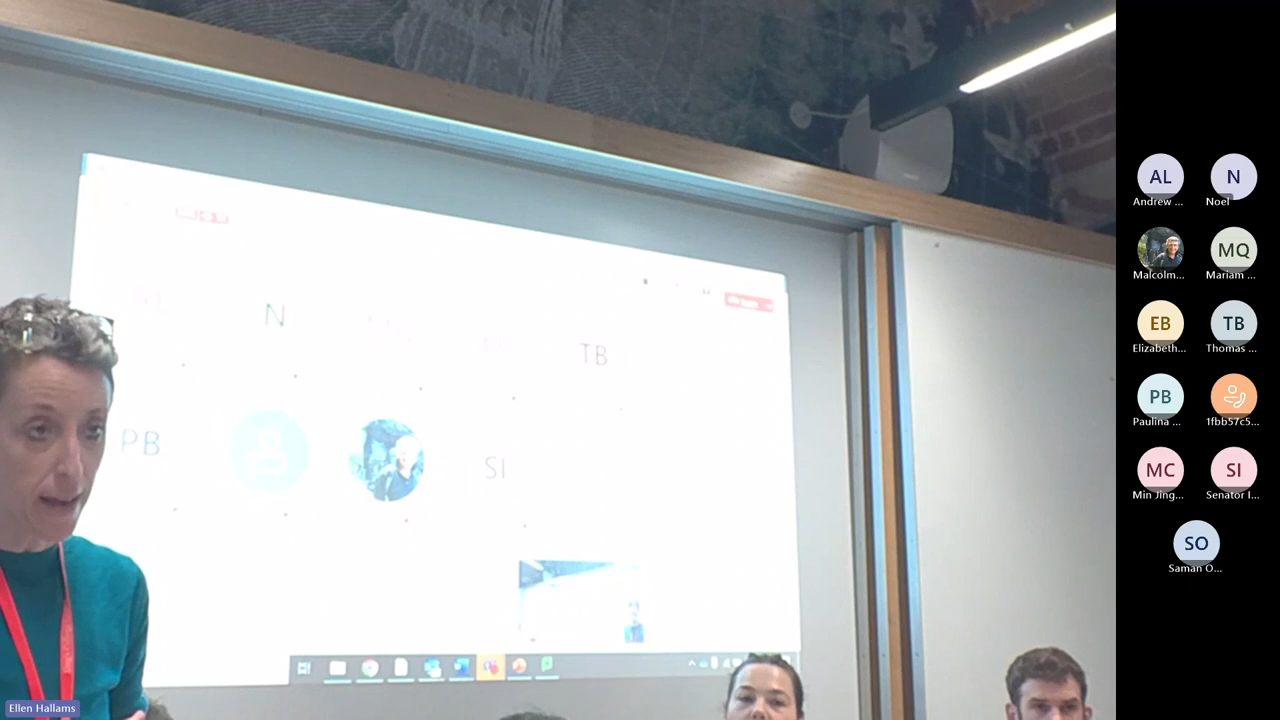 AL
Andrew ...
N
Noel
Malcolm...
MQ
Mariam ...
EB
Elizabeth...
TB
Thomas ...
PB
Paulina ...
1fbb57c5...
MC
Min Jing...
SI
Senator I...
SO
Saman O...
N
TB
PB
SI
Ellen Hallams